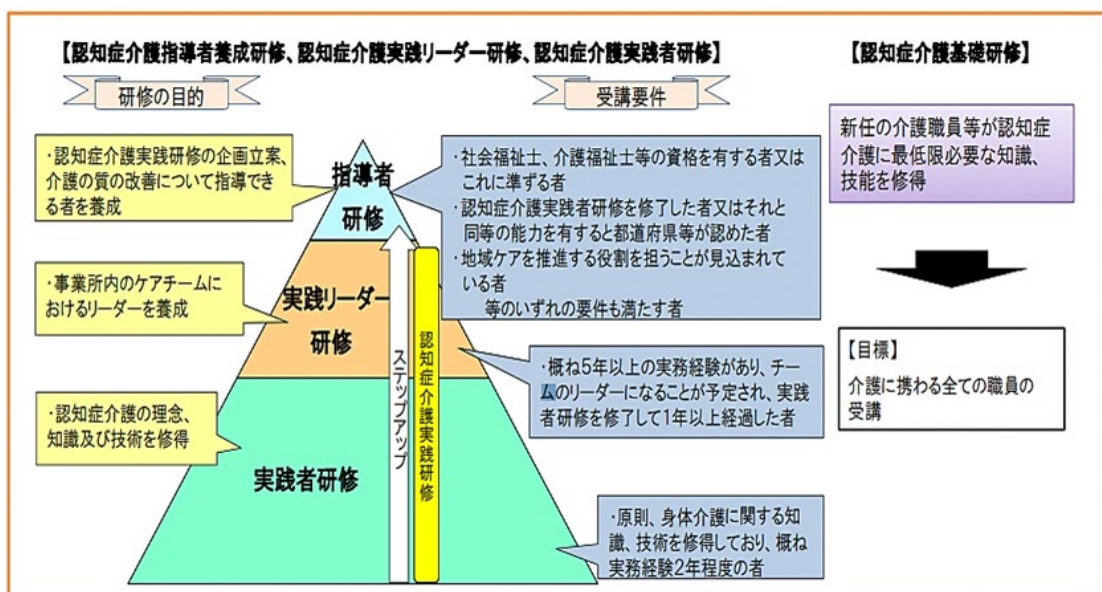 【認知症介護指導者養成研修、認知症介護実践リーダー研修、認知症介護実践者研修】
【認知症介護基礎研修】
研修の目的
受講要件
・認知症介護実践研修の企画立案、
介護の質の改善について指導でき
る者を養成
指導者
研修
・社会福祉士、介護福祉士等の資格を有する者又は
これに準ずる者
・認知症介護実践者研修を修了した者又はそれと
同等の能力を有すると都道府県等が認めた者
・地域ケアを推進する役割を担うことが見込まれて
いる者
等のいずれの要件も満たす者
新任の介護職員等が認知症
介護に最低限必要な知識、
技能を修得
・事業所内のケアチームに
おけるリーダーを養成
実践リーダー
研修
・概ね5年以上の実務経験があり、チー
ムのリーダーになることが予定され、実践
者研修を修了して1年以上経過した者
【目標】
介護に携わる全ての職員の
受講
・認知症介護の理念、
知識及び技術を修得
実践者研修
ステップアップ
認知症介護実践研修
・原則、身体介護に関する知
識、技術を修得しており、概ね
実務経験2年程度の者